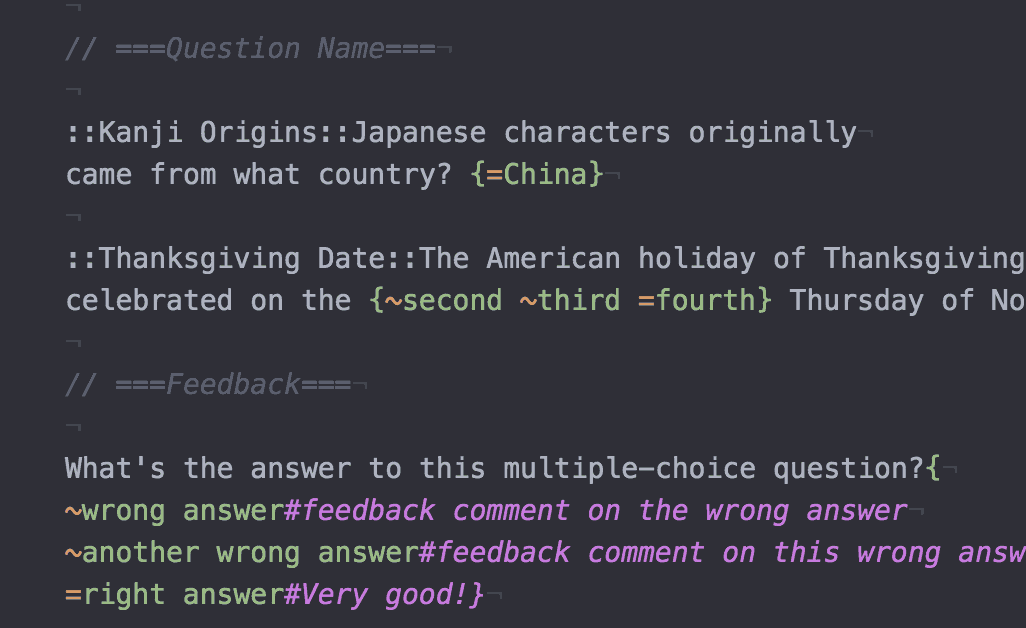 // ===Question Name===
::Kanji Origins::Japanese characters originally
came from what country? {=China}
::Thanksgiving Date::The American holiday of Thanksgiving
celebrated on the {~second ~third =fourth} Thursday of No
// ===Feedback===
What's the answer to this multiple-choice question?{
~wrong answer#feedback comment on the wrong answer
~another wrong answer#feedback comment on this wrong answ
=right answer#Very good!}